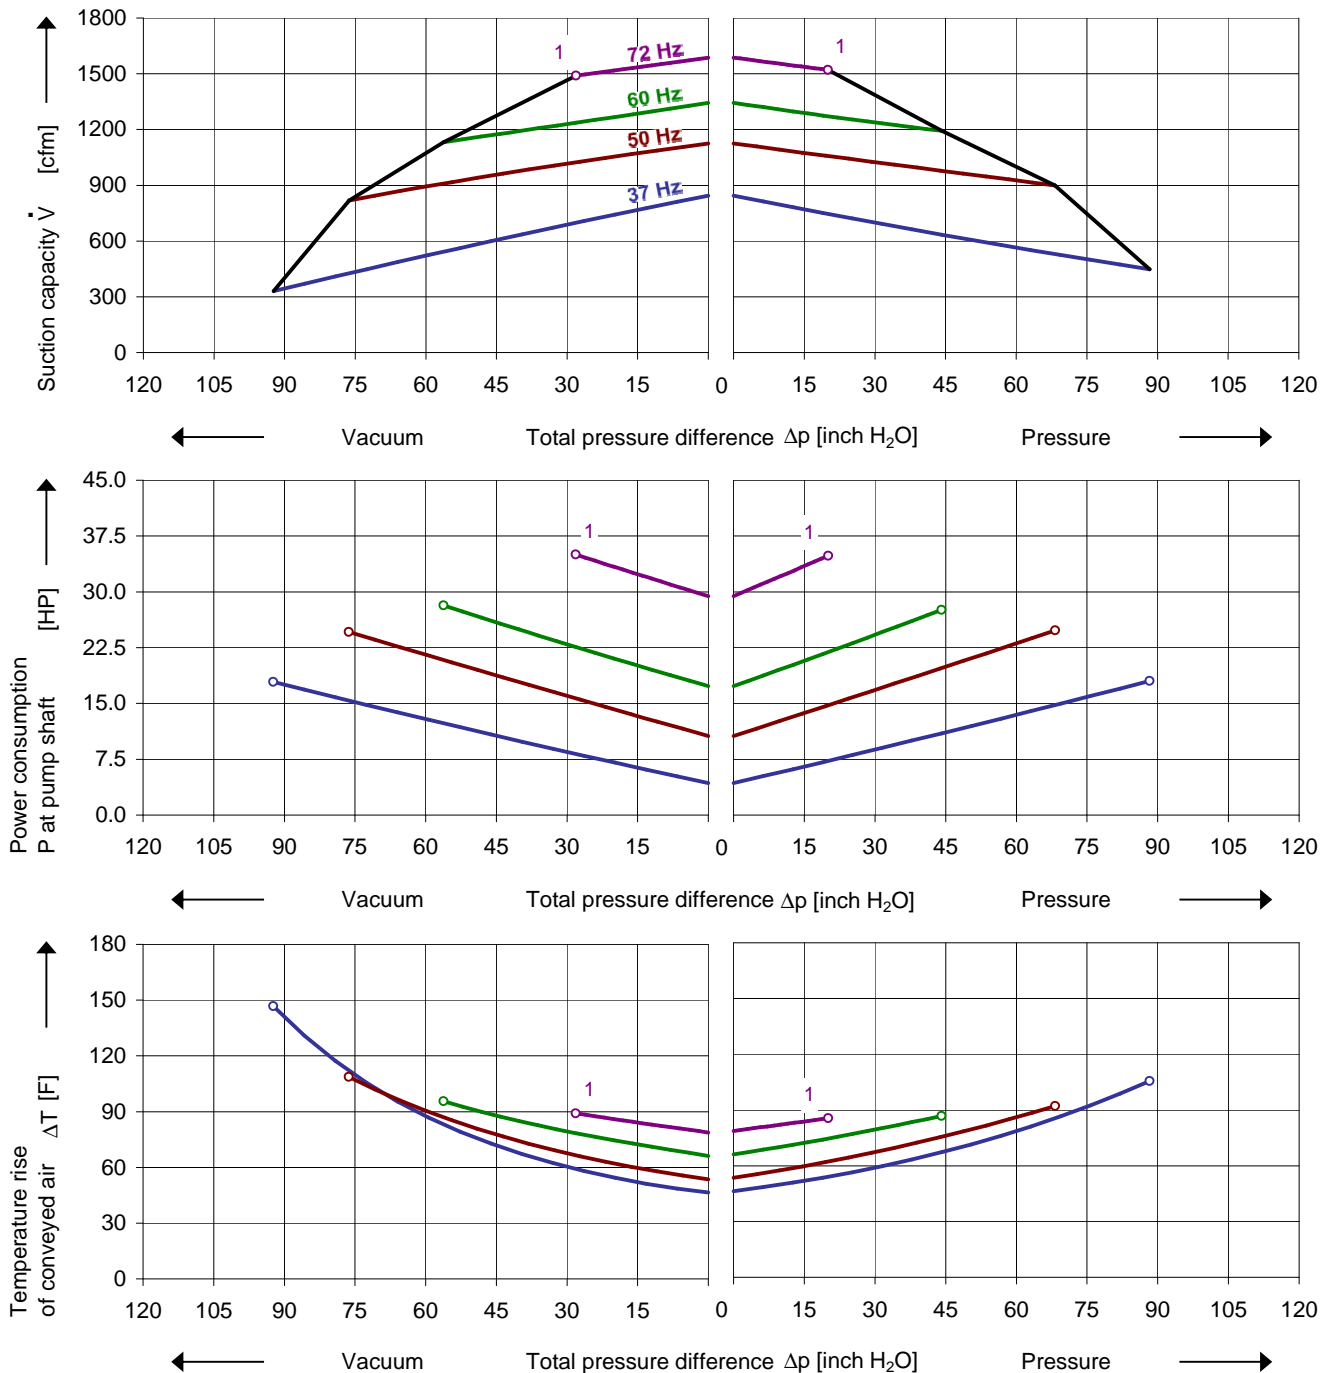 1800
1500
1200
900
600
300
0
Suction capacity V̇ [cfm]
1
72 Hz
60 Hz
50 Hz
37 Hz
1
120 105 90 75 60 45 30 15 0 15 30 45 60 75 90 105 120
Vacuum Total pressure difference Δp [inch H₂O] Pressure
45.0
37.5
30.0
22.5
15.0
7.5
0.0
Power consumption
P at pump shaft [HP]
1
1
120 105 90 75 60 45 30 15 0 15 30 45 60 75 90 105 120
Vacuum Total pressure difference Δp [inch H₂O] Pressure
180
150
120
90
60
30
0
Temperature rise
of conveyed air ΔT [F]
1
1
120 105 90 75 60 45 30 15 0 15 30 45 60 75 90 105 120
Vacuum Total pressure difference Δp [inch H₂O] Pressure